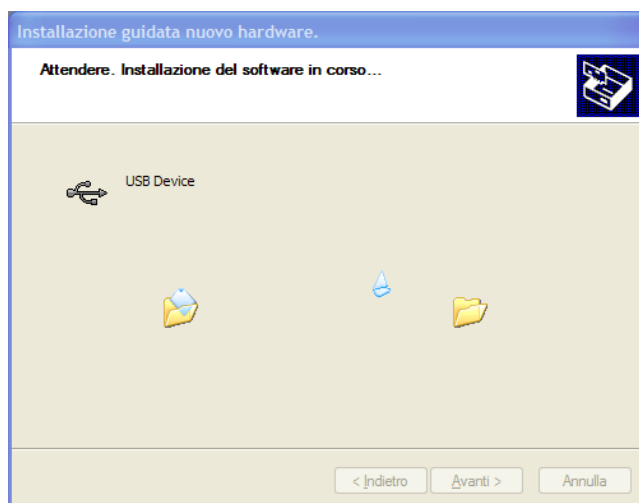 Installazione guidata nuovo hardware.
Attendere. Installazione del software in corso...
USB Device
< Indietro
Avanti >
Annulla